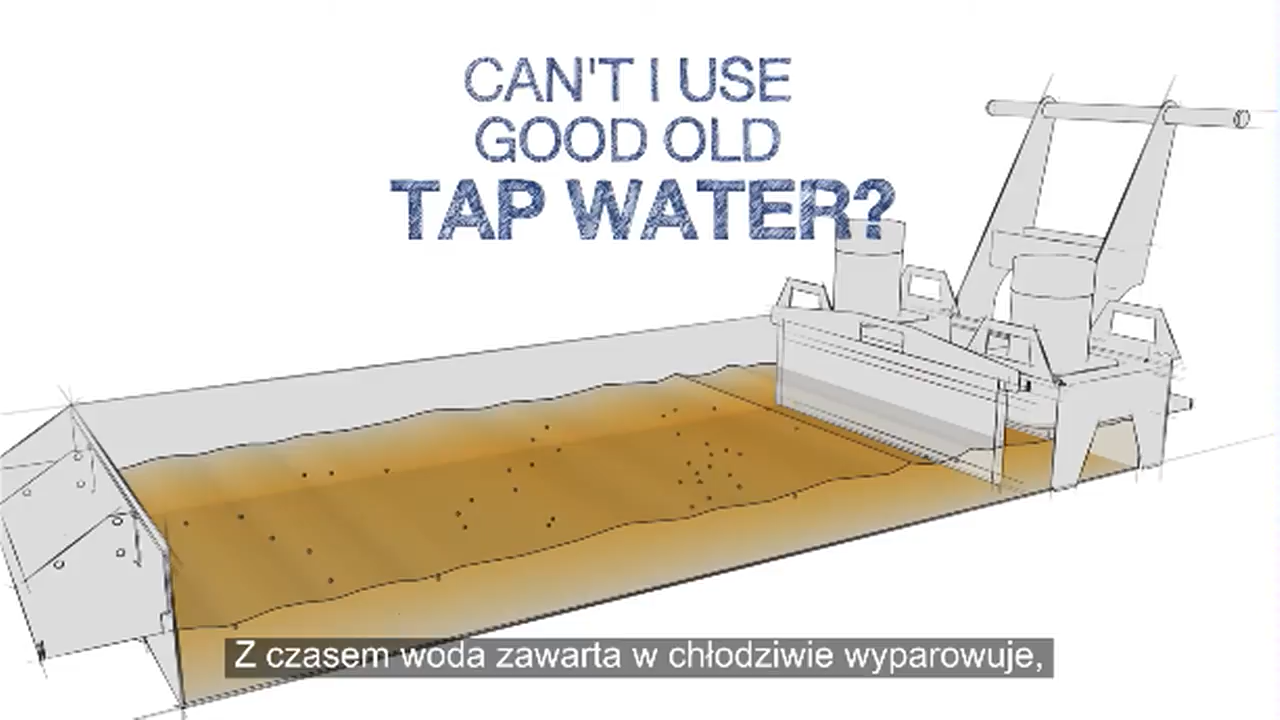 CAN'T I USE
GOOD OLD
TAP WATER?
Z czasem woda zawarta w chłodziwie wyparowuje,